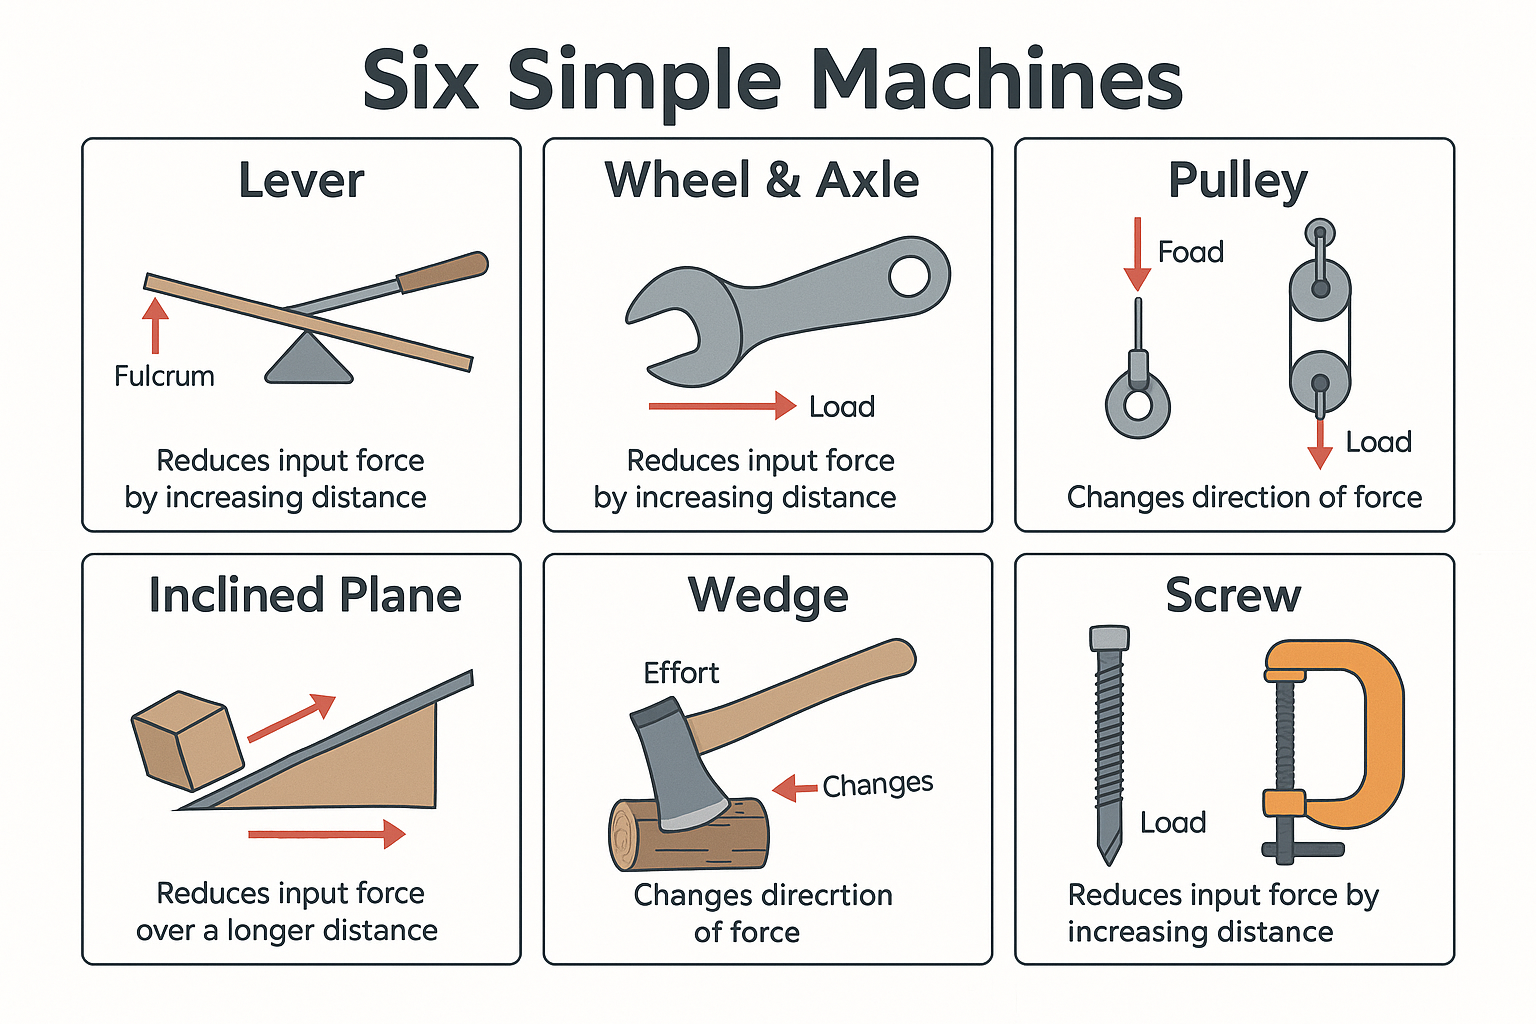 Six Simple Machines
Lever
Fulcrum
Reduces input force
by increasing distance
Wheel & Axle
Load
Reduces input force
by increasing distance
Pulley
Foad
Load
Changes direction of force
Inclined Plane
Reduces input force
over a longer distance
Wedge
Effort
Changes
Changes direcrtion
of force
Screw
Load
Reduces input force by
increasing distance